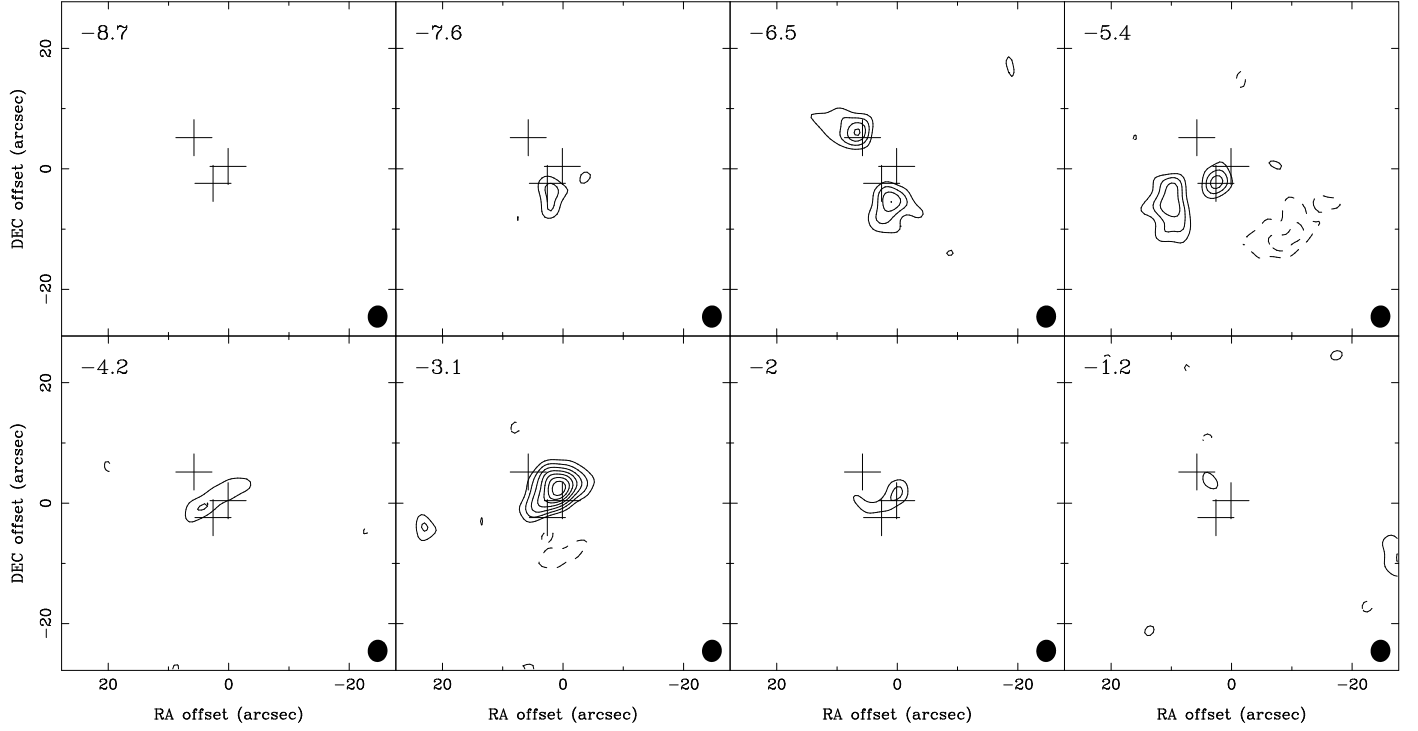 −8.7 −7.6 −6.5 −5.4
20
0
−20
DEC offset (arcsec)
−4.2 −3.1 −2 −1.2
20
0
−20
DEC offset (arcsec)
20 0 −20 20 0 −20 20 0 −20 20 0 −20
RA offset (arcsec) RA offset (arcsec) RA offset (arcsec) RA offset (arcsec)